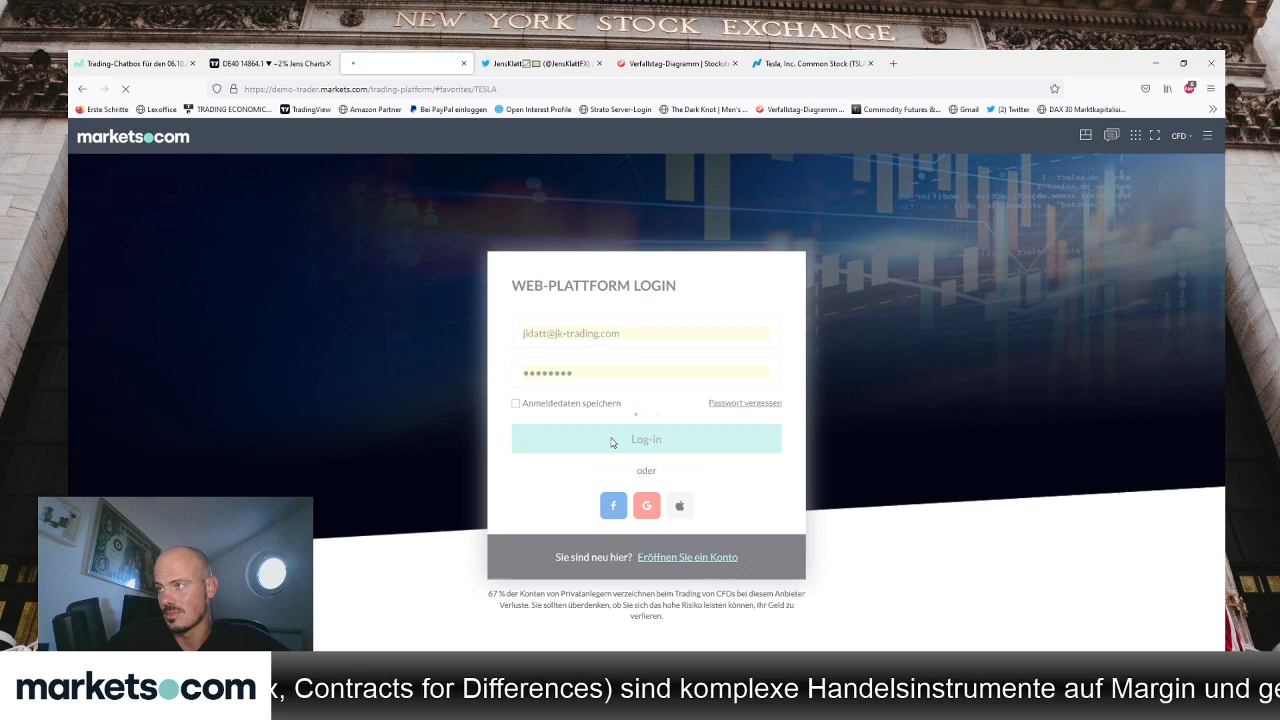 NEW YORK STOCK EXCHANGE
Trading-Chatbox für den 06.10.
DE40 14864.1 ▼ −2% Jens Charts
JensKlatt (@JensKlattFX)
Verfallstag-Diagramm | Stockstr
Tesla, Inc. Common Stock (TSLA
https://demo-trader.markets.com/trading-platform/#favorites/TESLA
Erste Schritte
Lexoffice
TRADING ECONOMIC...
TradingView
Amazon Partner
Bei PayPal einloggen
Open Interest Profile
Strato Server-Login
The Dark Knot | Men's ...
Verfallstag-Diagramm ...
Commodity Futures &...
Gmail
(2) Twitter
DAX 30 Marktkapitalisi...
markets.com
CFD
WEB-PLATTFORM LOGIN
jklatt@jk-trading.com
Anmeldedaten speichern
Passwort vergessen
Log-in
oder
f
G
Sie sind neu hier? Eröffnen Sie ein Konto
67 % der Konten von Privatanlegern verzeichnen beim Trading von CFDs bei diesem Anbieter
Verluste. Sie sollten überdenken, ob Sie sich das hohe Risiko leisten können, Ihr Geld zu
verlieren.
markets.com
, Contracts for Differences) sind komplexe Handelsinstrumente auf Margin und ge